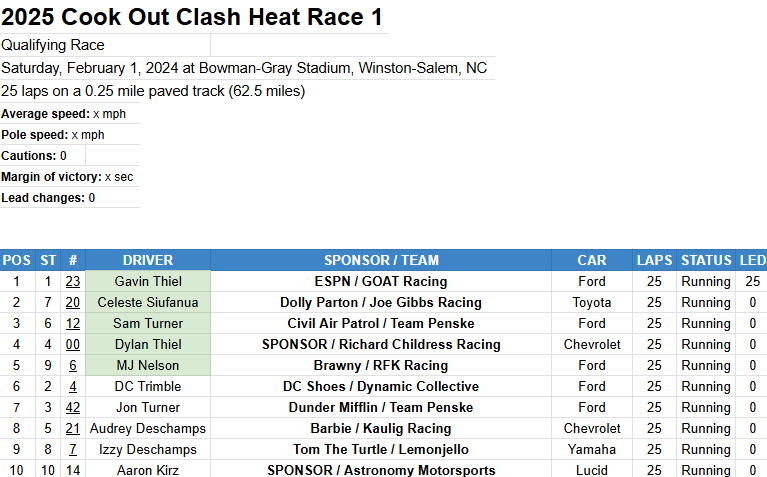 2025 Cook Out Clash Heat Race 1
Qualifying Race
Saturday, February 1, 2024 at Bowman-Gray Stadium, Winston-Salem, NC
25 laps on a 0.25 mile paved track (62.5 miles)
Average speed: x mph
Pole speed: x mph
Cautions: 0
Margin of victory: x sec
Lead changes: 0
POS ST # DRIVER SPONSOR / TEAM CAR LAPS STATUS LED
1 1 23 Gavin Thiel ESPN / GOAT Racing Ford 25 Running 25
2 7 20 Celeste Siufanua Dolly Parton / Joe Gibbs Racing Toyota 25 Running 0
3 6 12 Sam Turner Civil Air Patrol / Team Penske Ford 25 Running 0
4 4 00 Dylan Thiel SPONSOR / Richard Childress Racing Chevrolet 25 Running 0
5 9 6 MJ Nelson Brawny / RFK Racing Ford 25 Running 0
6 2 4 DC Trimble DC Shoes / Dynamic Collective Ford 25 Running 0
7 3 42 Jon Turner Dunder Mifflin / Team Penske Ford 25 Running 0
8 5 21 Audrey Deschamps Barbie / Kaulig Racing Chevrolet 25 Running 0
9 8 7 Izzy Deschamps Tom The Turtle / Lemonjello Yamaha 25 Running 0
10 10 14 Aaron Kirz SPONSOR / Astronomy Motorsports Lucid 25 Running 0